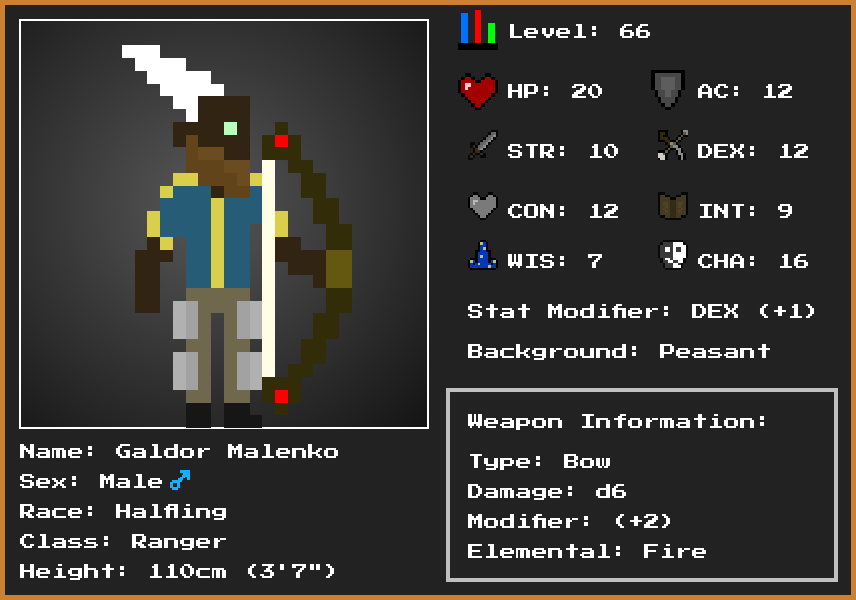 Level: 66
HP: 20 AC: 12
STR: 10 DEX: 12
CON: 12 INT: 9
WIS: 7 CHA: 16
Stat Modifier: DEX (+1)
Background: Peasant
Weapon Information:
Type: Bow
Damage: d6
Modifier: (+2)
Elemental: Fire
Name: Galdor Malenko
Sex: Male ♂
Race: Halfling
Class: Ranger
Height: 110cm (3'7")